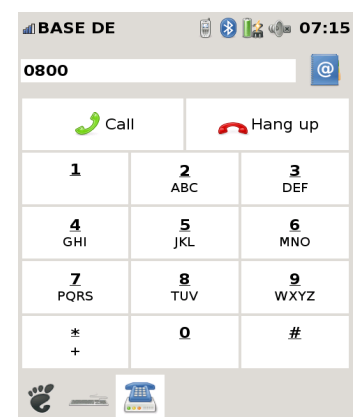 BASE DE 07:15
0800 @
Call Hang up
1 2 3
ABC DEF
4 5 6
GHI JKL MNO
7 8 9
PQRS TUV WXYZ
* 0 #
+